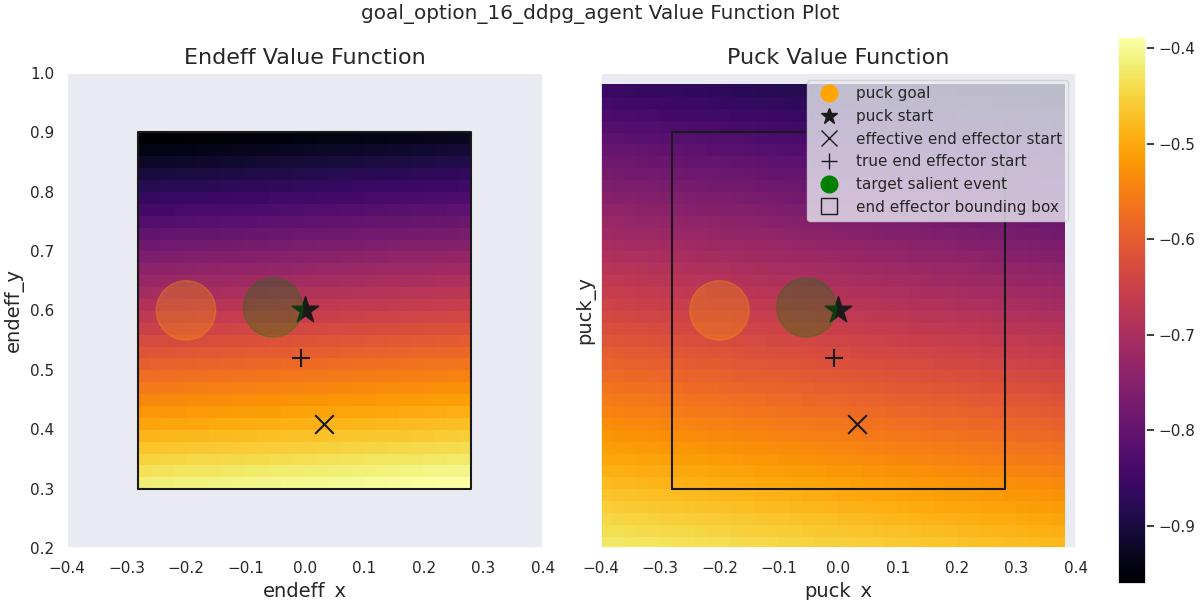 goal_option_16_ddpg_agent Value Function Plot
Endeff Value Function
1.0
0.9
0.8
0.7
0.6
0.5
0.4
0.3
0.2
endeff_y
−0.4 −0.3 −0.2 −0.1 0.0 0.1 0.2 0.3 0.4
endeff_x
Puck Value Function
puck goal
puck start
effective end effector start
true end effector start
target salient event
end effector bounding box
puck_y
−0.4 −0.3 −0.2 −0.1 0.0 0.1 0.2 0.3 0.4
puck_x
−0.4
−0.5
−0.6
−0.7
−0.8
−0.9